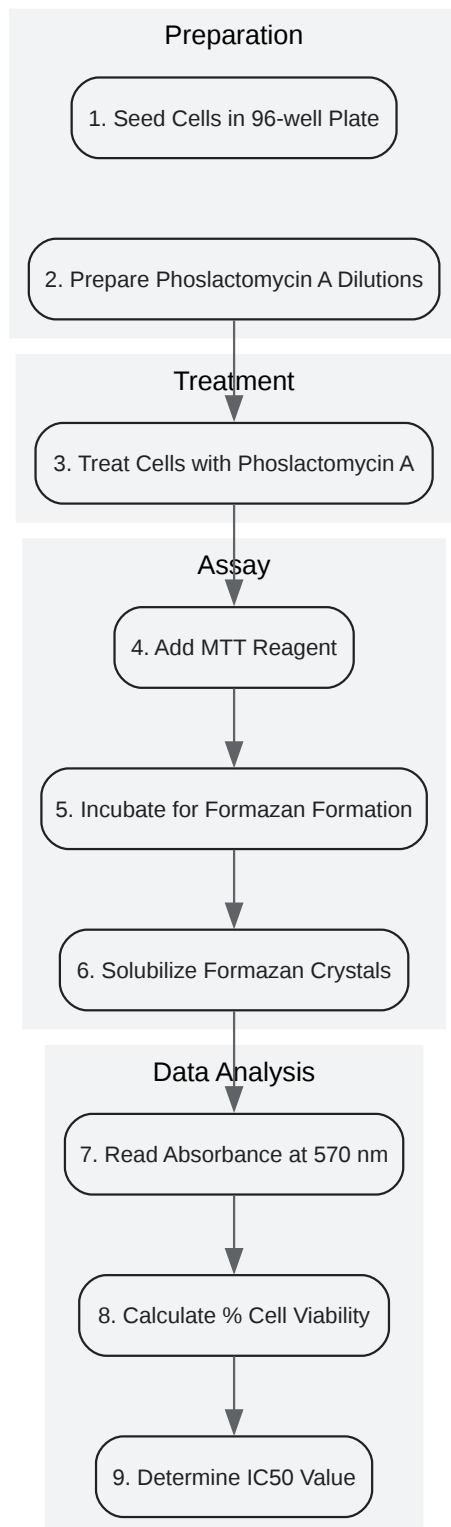 Preparation
1. Seed Cells in 96-well Plate
2. Prepare Phoslactomycin A Dilutions
Treatment
3. Treat Cells with Phoslactomycin A
Assay
4. Add MTT Reagent
5. Incubate for Formazan Formation
6. Solubilize Formazan Crystals
Data Analysis
7. Read Absorbance at 570 nm
8. Calculate % Cell Viability
9. Determine IC50 Value